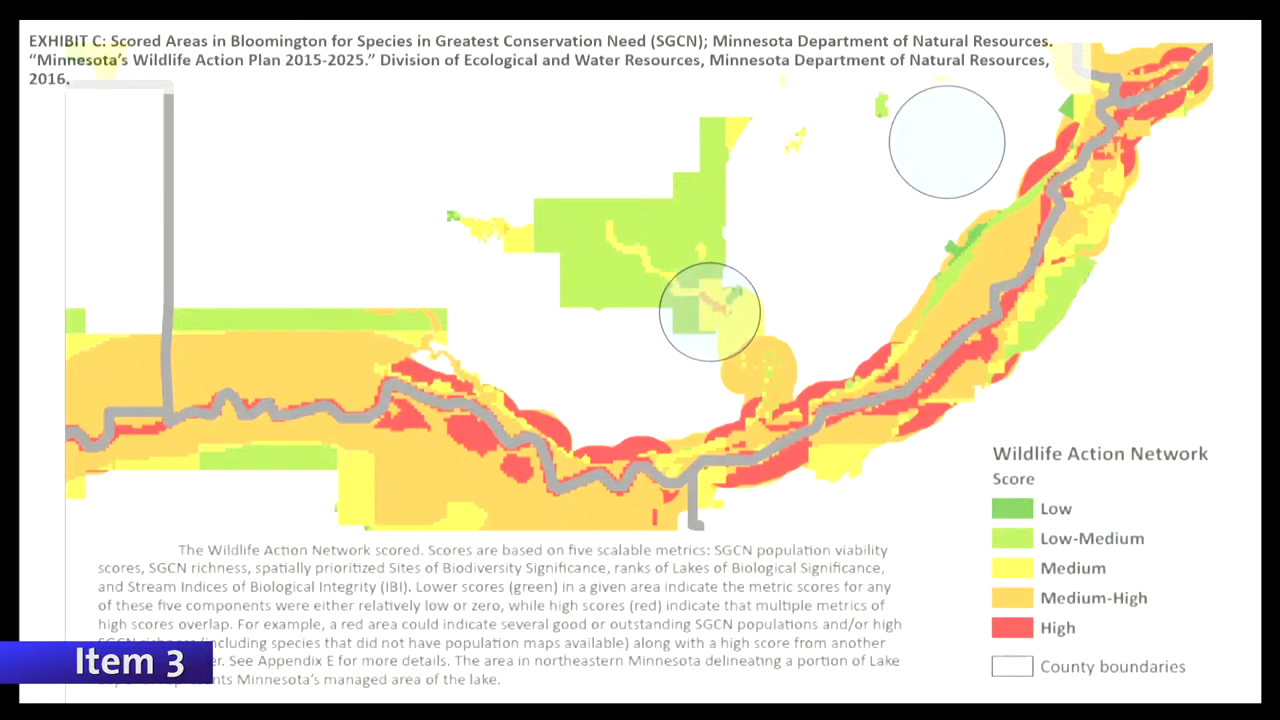 EXHIBIT C: Scored Areas in Bloomington for Species in Greatest Conservation Need (SGCN); Minnesota Department of Natural Resources.
“Minnesota’s Wildlife Action Plan 2015-2025.” Division of Ecological and Water Resources, Minnesota Department of Natural Resources,
2016.
Wildlife Action Network
Score
Low
Low-Medium
Medium
Medium-High
High
County boundaries
The Wildlife Action Network scored. Scores are based on five scalable metrics: SGCN population viability
scores, SGCN richness, spatially prioritized Sites of Biodiversity Significance, ranks of Lakes of Biological Significance,
and Stream Indices of Biological Integrity (IBI). Lower scores (green) in a given area indicate the metric scores for any
of these five components were either relatively low or zero, while high scores (red) indicate that multiple metrics of
high scores overlap. For example, a red area could indicate several good or outstanding SGCN populations and/or high
SGCN richness (including species that did not have population maps available) along with a high score from another
See Appendix E for more details. The area in northeastern Minnesota delineating a portion of Lake
Minnesota’s managed area of the lake.
Item 3